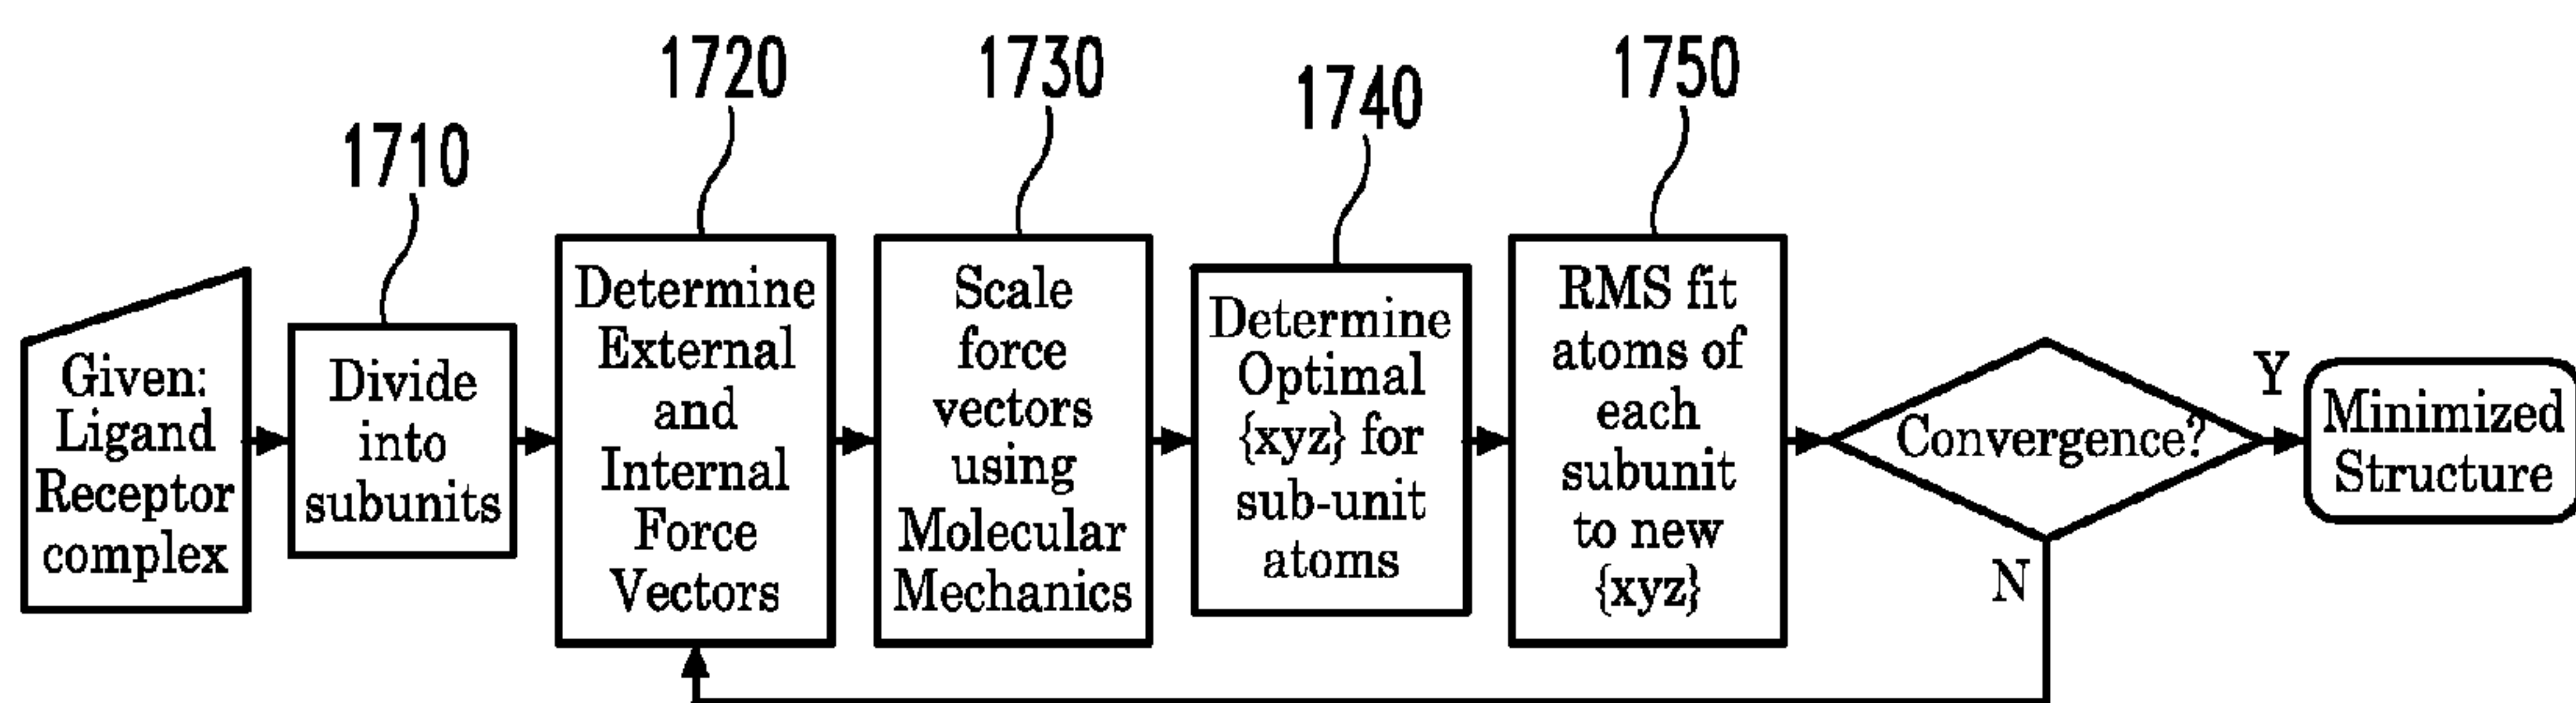 1710
1720
1730
1740
1750
Given:
Ligand
Receptor
complex
Divide
into
subunits
Determine
External
and
Internal
Force
Vectors
Scale
force
vectors
using
Molecular
Mechanics
Determine
Optimal
{xyz} for
sub-unit
atoms
RMS fit
atoms of
each
subunit
to new
{xyz}
Convergence?
Y
N
Minimized
Structure